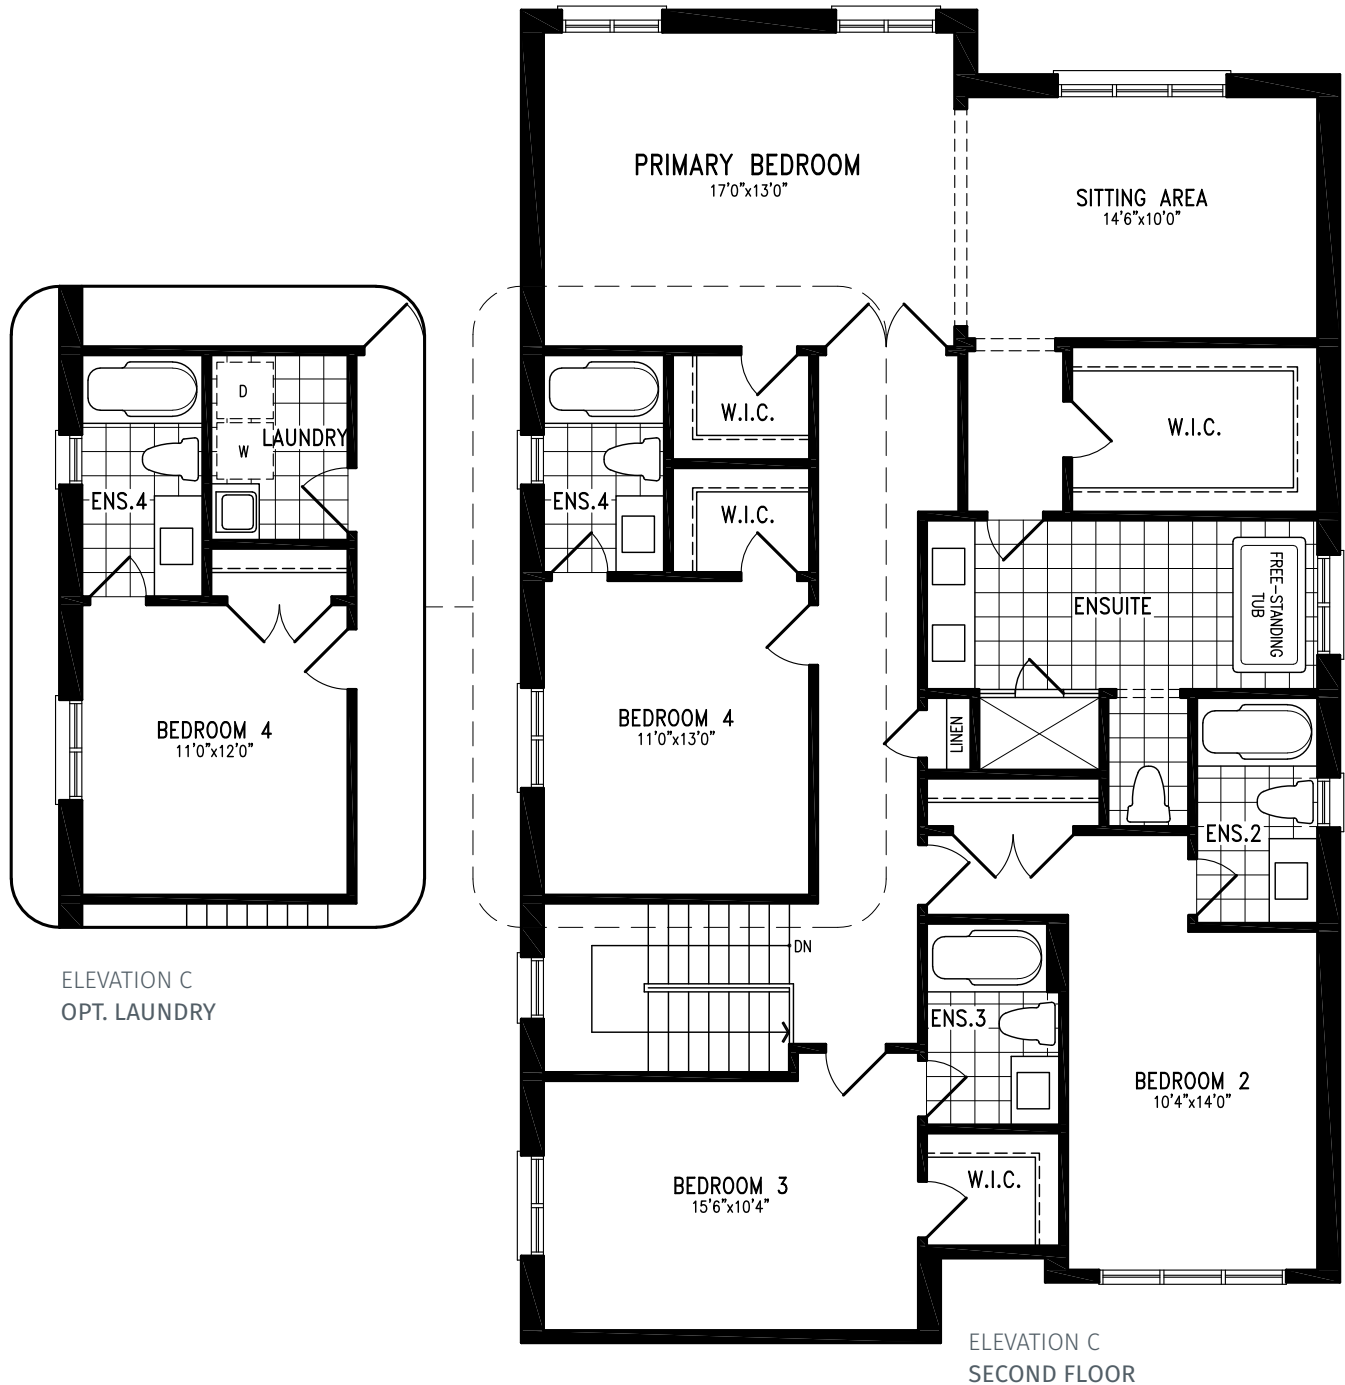 PRIMARY BEDROOM
17'0"x13'0"
SITTING AREA
14'6"x10'0"
D
W
LAUNDRY
ENS.4
BEDROOM 4
11'0"x12'0"
ELEVATION C
OPT. LAUNDRY
W.I.C.
W.I.C.
ENS.4
W.I.C.
BEDROOM 4
11'0"x13'0"
ENSUITE
FREE-STANDING
TUB
LINEN
ENS.2
DN
ENS.3
BEDROOM 2
10'4"x14'0"
BEDROOM 3
15'6"x10'4"
W.I.C.
ELEVATION C
SECOND FLOOR